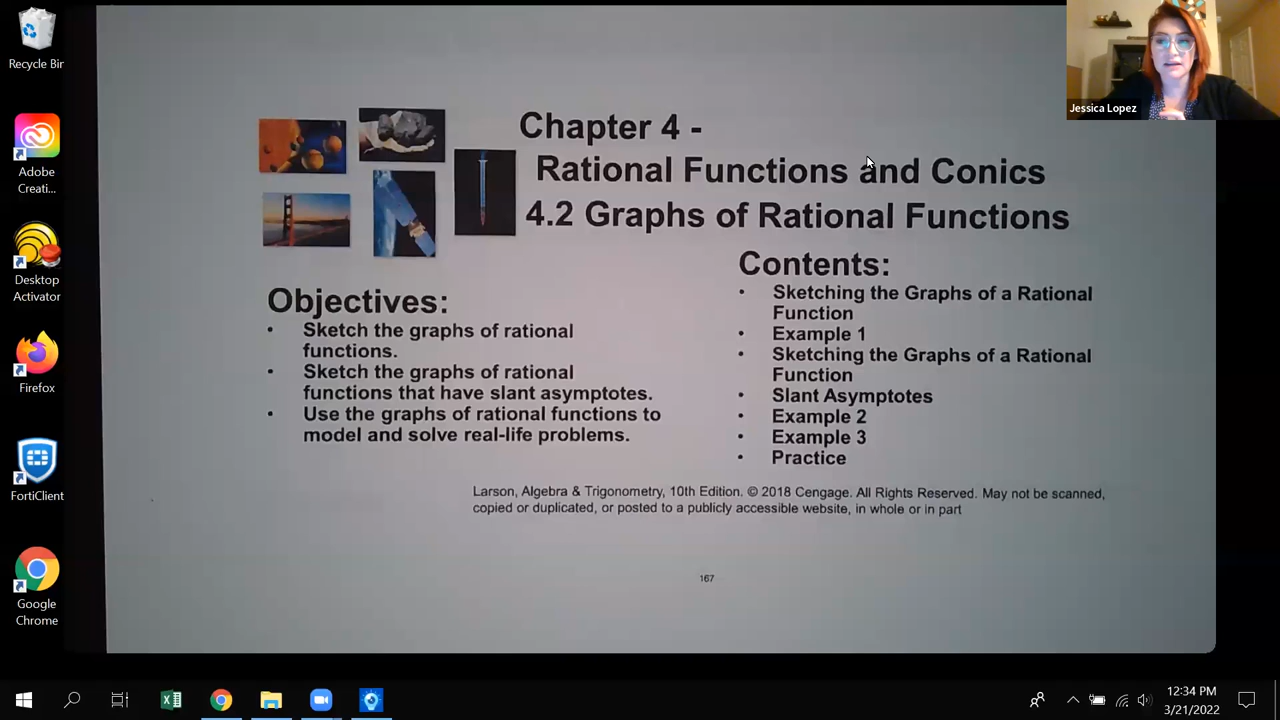 Recycle Bin
Adobe
Creati...
Desktop
Activator
Firefox
FortiClient
Google
Chrome
Jessica Lopez
Chapter 4 -
Rational Functions and Conics
4.2 Graphs of Rational Functions
Objectives:
• Sketch the graphs of rational
functions.
• Sketch the graphs of rational
functions that have slant asymptotes.
• Use the graphs of rational functions to
model and solve real-life problems.
Contents:
• Sketching the Graphs of a Rational
Function
• Example 1
• Sketching the Graphs of a Rational
Function
• Slant Asymptotes
• Example 2
• Example 3
• Practice
Larson, Algebra & Trigonometry, 10th Edition. © 2018 Cengage. All Rights Reserved. May not be scanned,
copied or duplicated, or posted to a publicly accessible website, in whole or in part
167
12:34 PM
3/21/2022